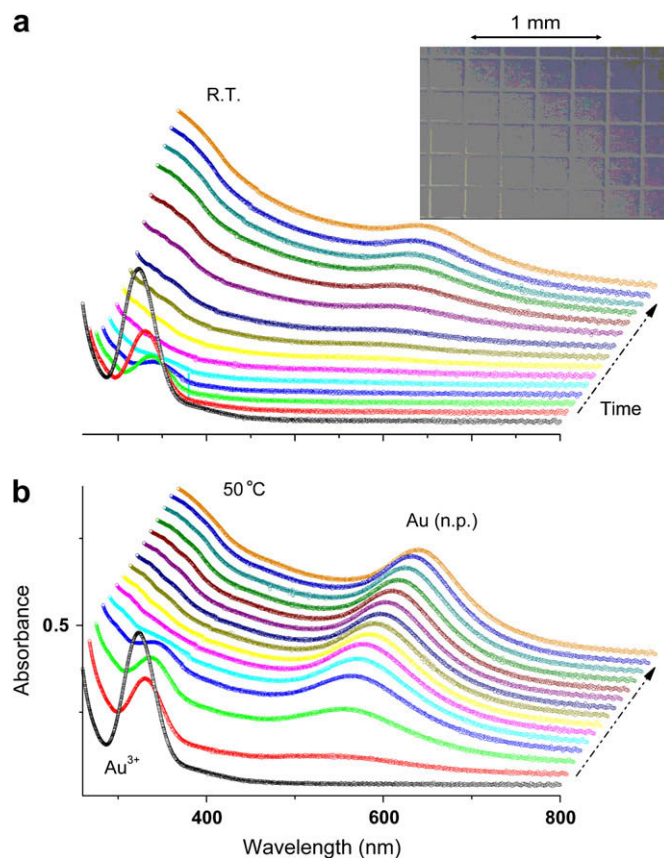 a
1 mm
R.T.
Time
b
50 °C
Au (n.p.)
0.5
Absorbance
Au³⁺
400
600
800
Wavelength (nm)